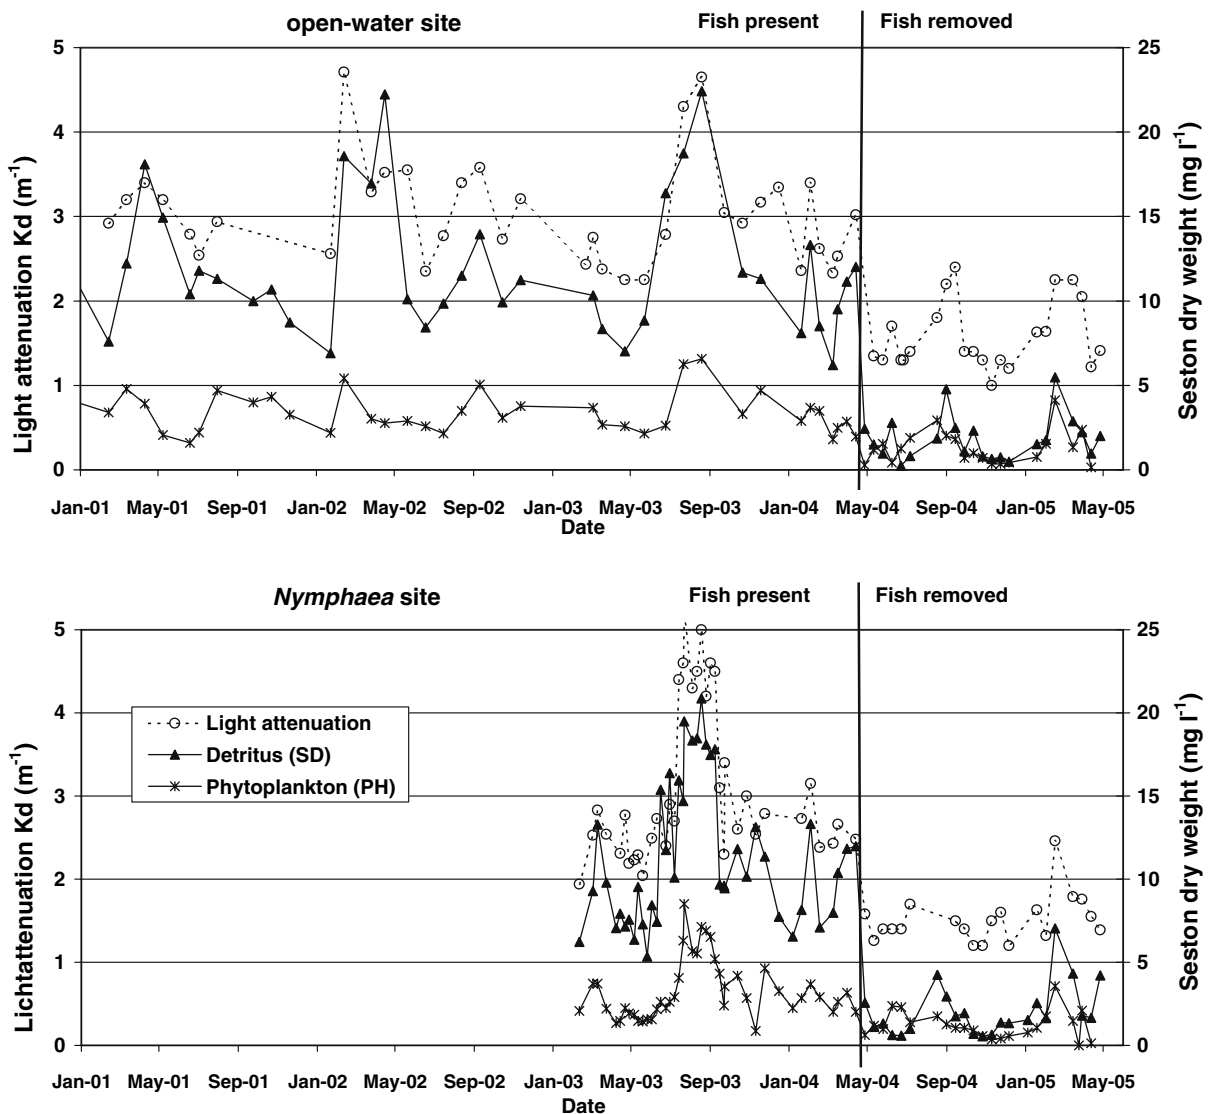 open-water site
Fish present
Fish removed
Light attenuation Kd (m-1)
5
4
3
2
1
0
25
20
15
10
5
0
Seston dry weight (mg l-1)
Jan-01 May-01 Sep-01 Jan-02 May-02 Sep-02 Jan-03 May-03 Sep-03 Jan-04 May-04 Sep-04 Jan-05 May-05
Date
Nymphaea site
Fish present
Fish removed
Lichtattenuation Kd (m-1)
5
4
3
2
1
0
Light attenuation
Detritus (SD)
Phytoplankton (PH)
25
20
15
10
5
0
Seston dry weight (mg l-1)
Jan-01 May-01 Sep-01 Jan-02 May-02 Sep-02 Jan-03 May-03 Sep-03 Jan-04 May-04 Sep-04 Jan-05 May-05
Date